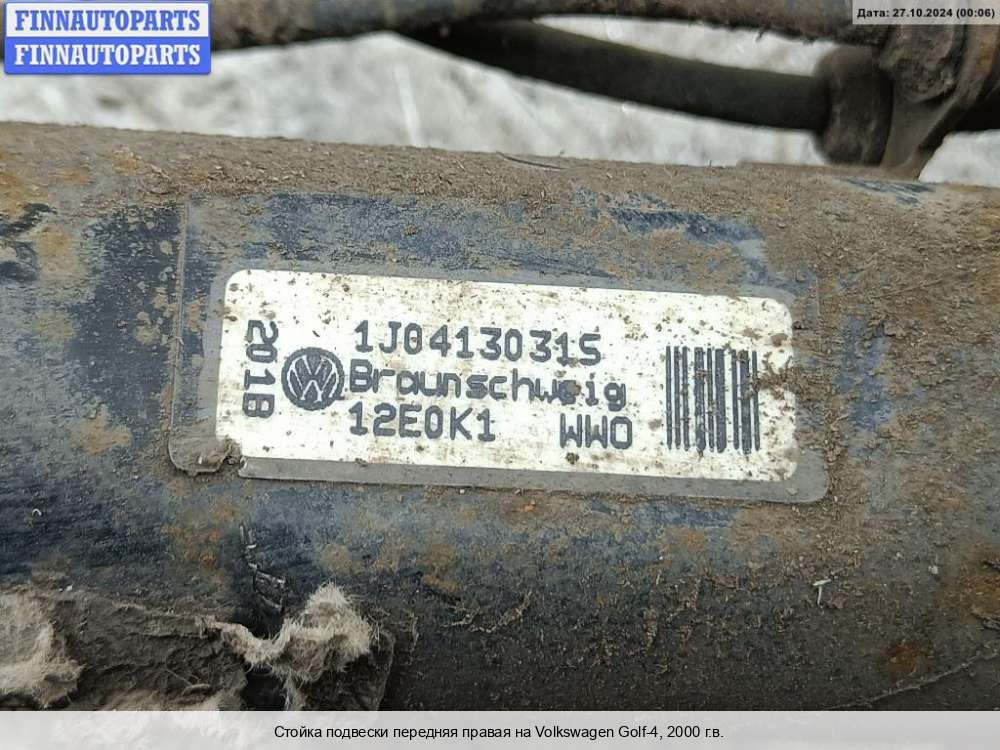 FINNAUTOPARTS
FINNAUTOPARTS
Дата: 27.10.2024 (00:06)
1J0413031S
Braunschweig
12E0K1 WWO
201B
Стойка подвески передняя правая на Volkswagen Golf-4, 2000 г.в.